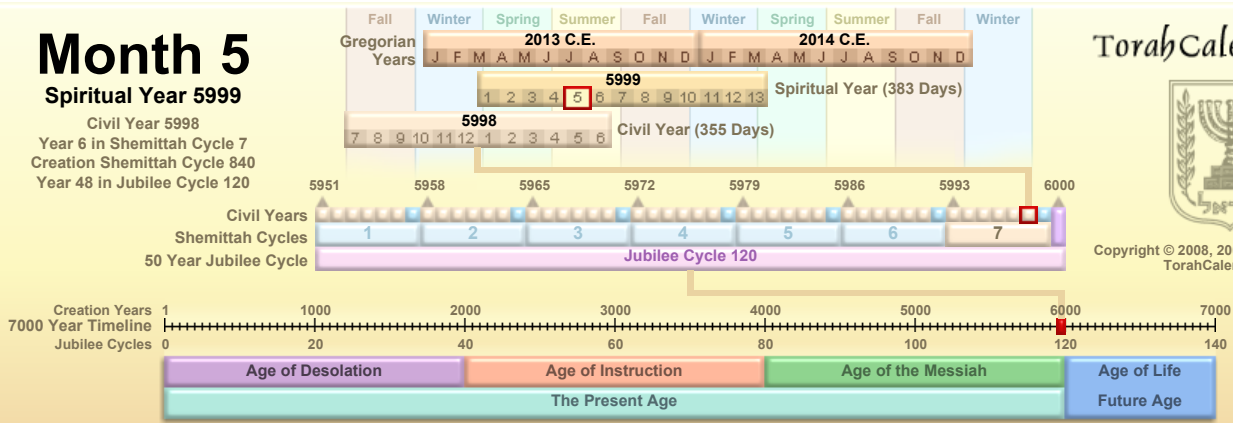 Fall Winter Spring Summer Fall Winter Spring Summer Fall Winter
Month 5
Spiritual Year 5999
Civil Year 5998
Year 6 in Shemittah Cycle 7
Creation Shemittah Cycle 840
Year 48 in Jubilee Cycle 120
Gregorian Years
2013 C.E. 2014 C.E.
J F M A M J J A S O N D J F M A M J J A S O N D
5999
1 2 3 4 5 6 7 8 9 10 11 12 13
Spiritual Year (383 Days)
5998
7 8 9 10 11 12 1 2 3 4 5 6
Civil Year (355 Days)
TorahCale
5951 5958 5965 5972 5979 5986 5993 6000
Civil Years
Shemittah Cycles 1 2 3 4 5 6 7
50 Year Jubilee Cycle Jubilee Cycle 120
Copyright © 2008, 20
TorahCale
Creation Years 1 1000 2000 3000 4000 5000 6000 7000
7000 Year Timeline
Jubilee Cycles 0 20 40 60 80 100 120 140
Age of Desolation Age of Instruction Age of the Messiah Age of Life
The Present Age Future Age